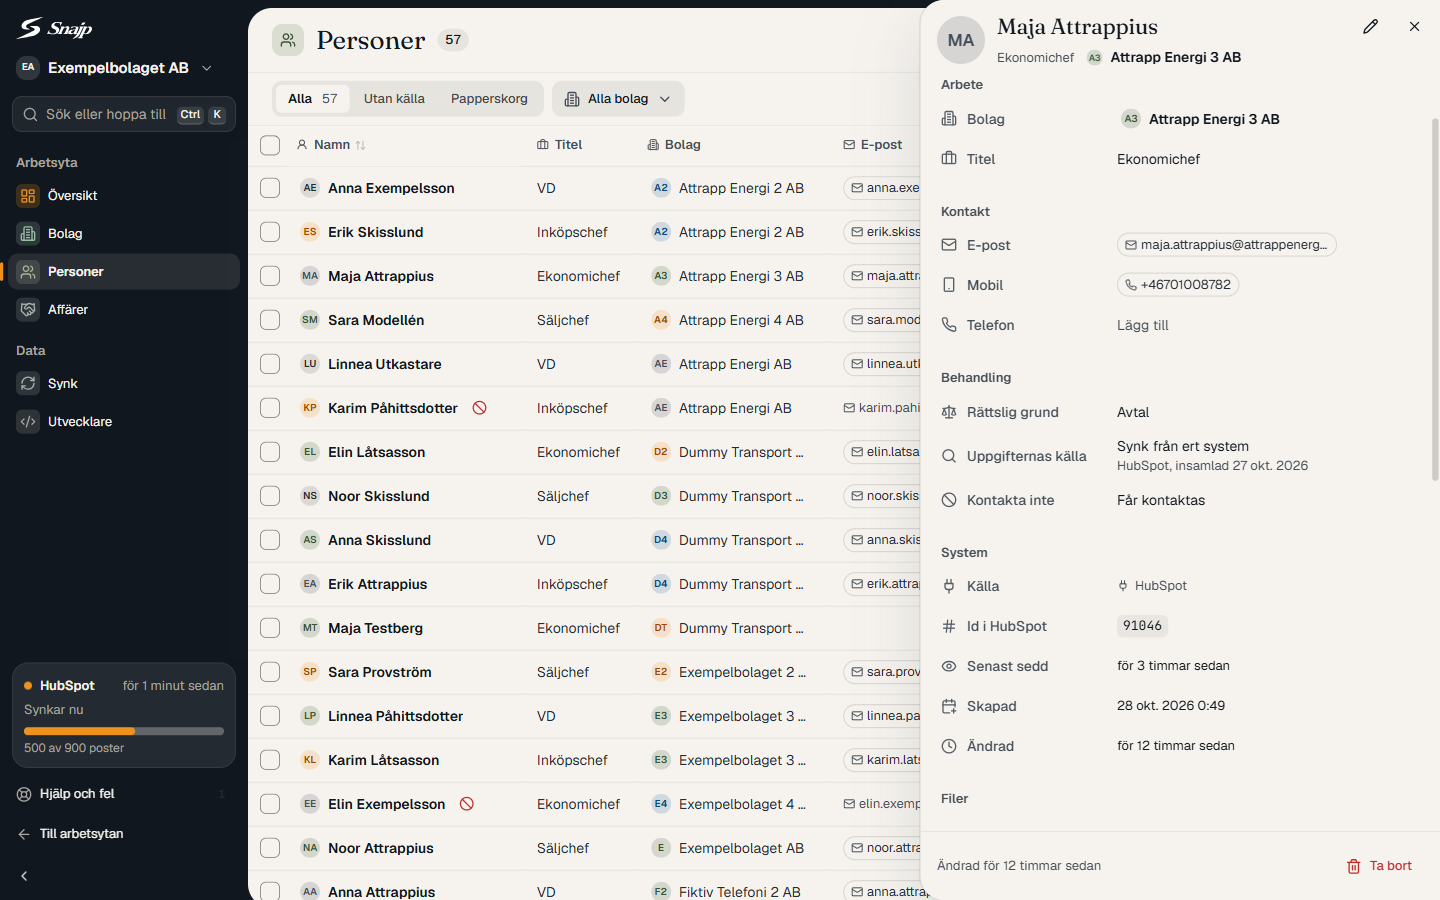 Snajp
EA Exempelbolaget AB
Sök eller hoppa till Ctrl K
Arbetsyta
Översikt
Bolag
Personer
Affärer
Data
Synk
Utvecklare
HubSpot för 1 minut sedan
Synkar nu
500 av 900 poster
Hjälp och fel 1
Till arbetsytan
Personer 57
Alla 57 Utan källa Papperskorg Alla bolag
Namn Titel Bolag E-post
AE Anna Exempelsson VD A2 Attrapp Energi 2 AB anna.exe
ES Erik Skisslund Inköpschef A2 Attrapp Energi 2 AB erik.skiss
MA Maja Attrappius Ekonomichef A3 Attrapp Energi 3 AB maja.attr
SM Sara Modellén Säljchef A4 Attrapp Energi 4 AB sara.mod
LU Linnea Utkastare VD AE Attrapp Energi AB linnea.utk
KP Karim Påhittsdotter Inköpschef AE Attrapp Energi AB karim.pahi
EL Elin Låtsasson Ekonomichef D2 Dummy Transport ... elin.latsa
NS Noor Skisslund Säljchef D3 Dummy Transport ... noor.skis
AS Anna Skisslund VD D4 Dummy Transport ... anna.skis
EA Erik Attrappius Inköpschef D4 Dummy Transport ... erik.attra
MT Maja Testberg Ekonomichef DT Dummy Transport ...
SP Sara Provström Säljchef E2 Exempelbolaget 2 ... sara.prov
LP Linnea Påhittsdotter VD E3 Exempelbolaget 3 ... linnea.pa
KL Karim Låtsasson Inköpschef E3 Exempelbolaget 3 ... karim.lats
EE Elin Exempelsson Ekonomichef E4 Exempelbolaget 4 ... elin.exemp
NA Noor Attrappius Säljchef E Exempelbolaget AB noor.attra
AA Anna Attrappius VD F2 Fiktiv Telefoni 2 AB anna.attrap
MA Maja Attrappius
Ekonomichef A3 Attrapp Energi 3 AB
Arbete
Bolag A3 Attrapp Energi 3 AB
Titel Ekonomichef
Kontakt
E-post maja.attrappius@attrappenerg...
Mobil +46701008782
Telefon Lägg till
Behandling
Rättslig grund Avtal
Uppgifternas källa Synk från ert system
HubSpot, insamlad 27 okt. 2026
Kontakta inte Får kontaktas
System
Källa HubSpot
Id i HubSpot 91046
Senast sedd för 3 timmar sedan
Skapad 28 okt. 2026 0:49
Ändrad för 12 timmar sedan
Filer
Ändrad för 12 timmar sedan Ta bort